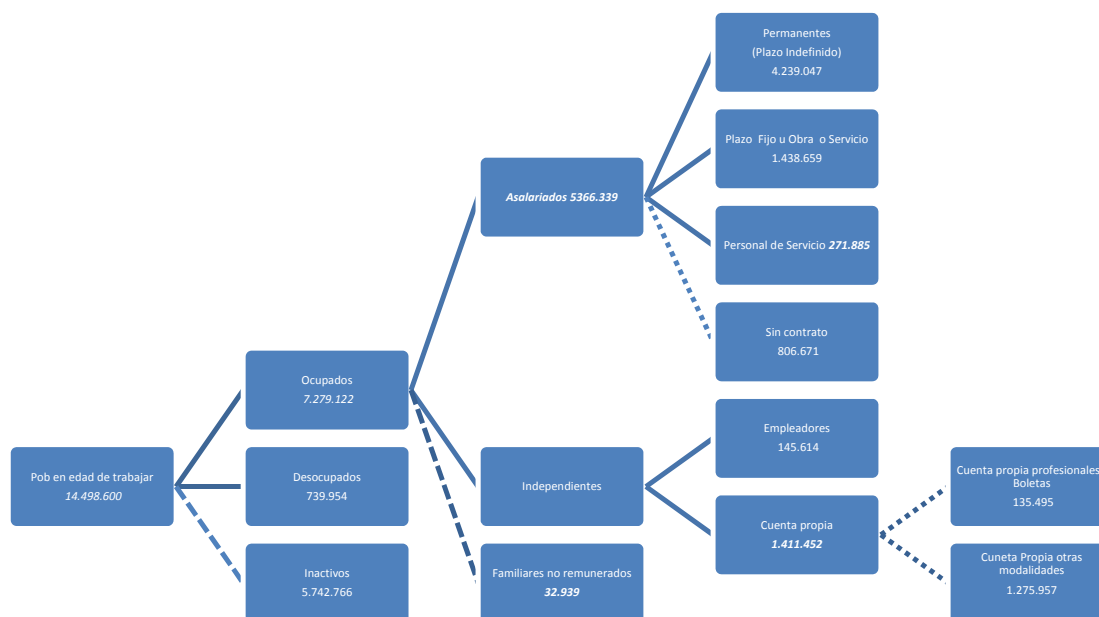 Permanentes
(Plazo Indefinido)
4.239.047
Plazo Fijo u Obra o Servicio
1.438.659
Asalariados 5366.339
Personal de Servicio 271.885
Sin contrato
806.671
Ocupados
7.279.122
Empleadores
145.614
Pob en edad de trabajar
14.498.600
Desocupados
739.954
Independientes
Cuenta propia profesionales
Boletas
135.495
Cuenta propia
1.411.452
Inactivos
5.742.766
Familiares no remunerados
32.939
Cuneta Propia otras
modalidades
1.275.957